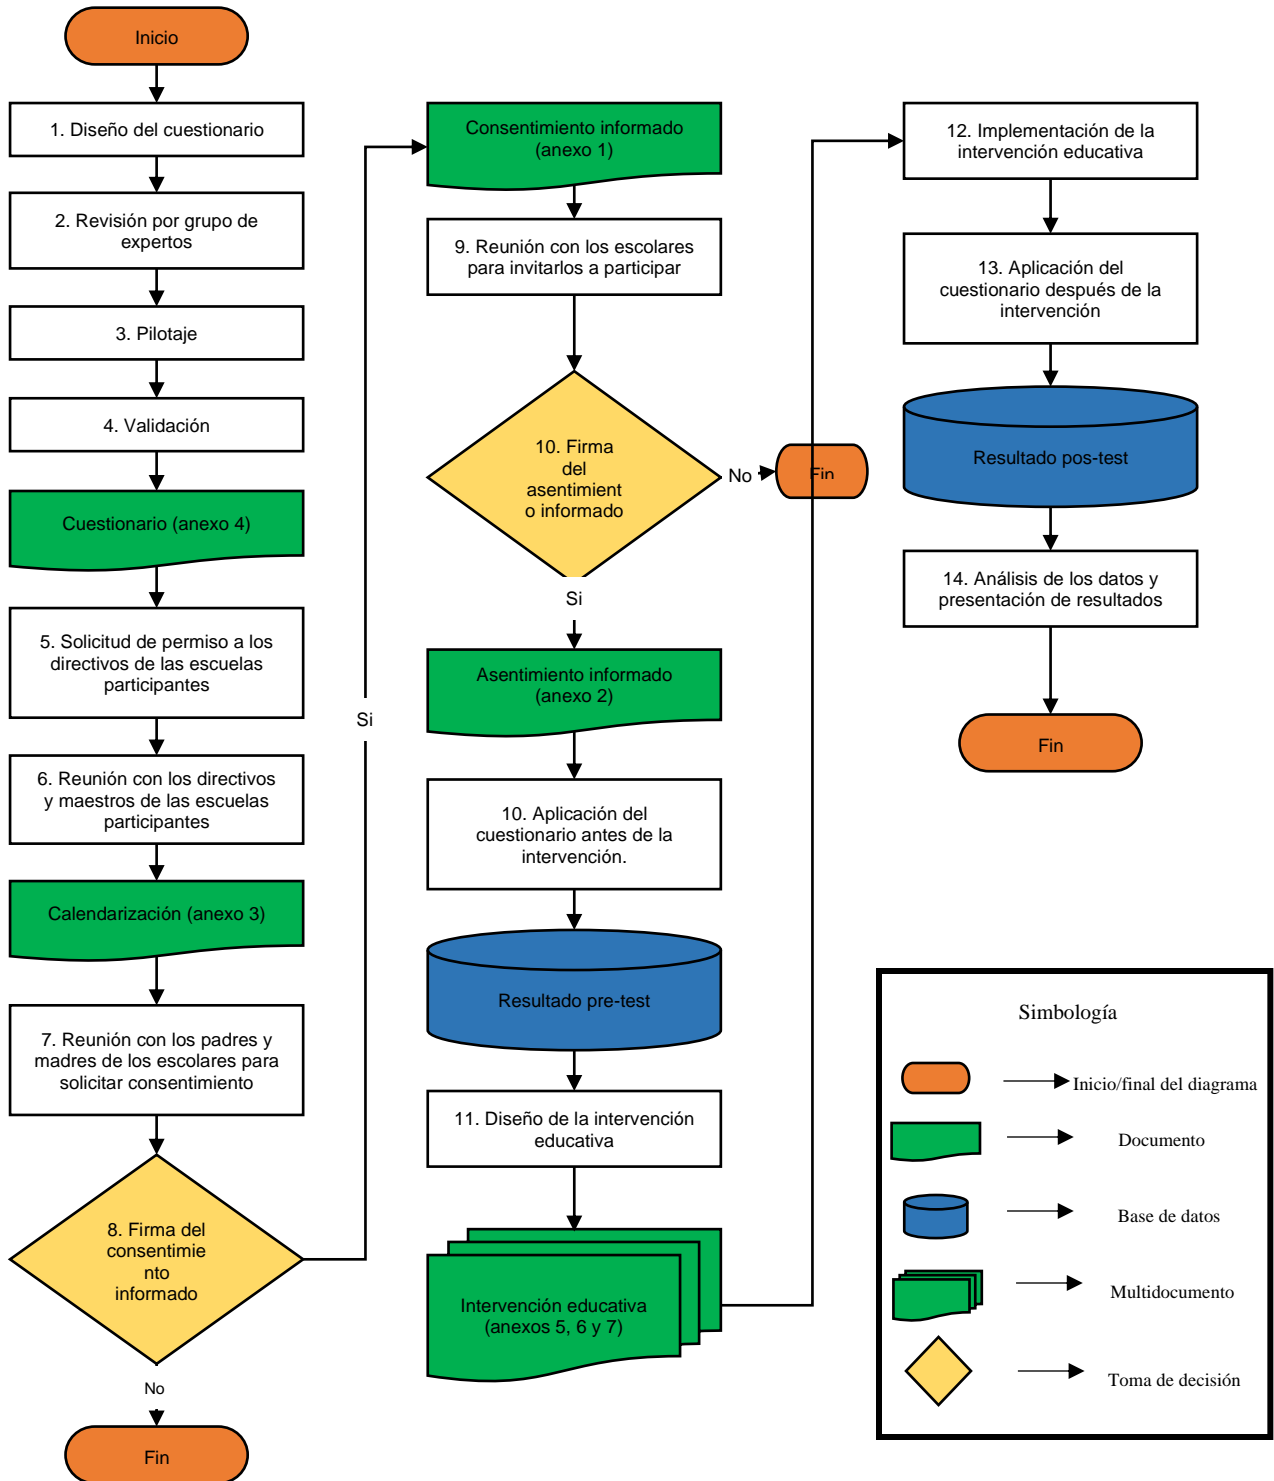 Inicio
1. Diseño del cuestionario
2. Revisión por grupo de
expertos
3. Pilotaje
4. Validación
Cuestionario (anexo 4)
5. Solicitud de permiso a los
directivos de las escuelas
participantes
6. Reunión con los directivos
y maestros de las escuelas
participantes
Calendarización (anexo 3)
7. Reunión con los padres y
madres de los escolares para
solicitar consentimiento
8. Firma del
consentimie
nto
informado
No
Fin
Si
Consentimiento informado
(anexo 1)
9. Reunión con los escolares
para invitarlos a participar
10. Firma
del
asentimient
o informado
No
Fin
Si
Asentimiento informado
(anexo 2)
10. Aplicación del
cuestionario antes de la
intervención.
Resultado pre-test
11. Diseño de la intervención
educativa
Intervención educativa
(anexos 5, 6 y 7)
12. Implementación de la
intervención educativa
13. Aplicación del
cuestionario después de la
intervención
Resultado pos-test
14. Análisis de los datos y
presentación de resultados
Fin
Simbología
Inicio/final del diagrama
Documento
Base de datos
Multidocumento
Toma de decisión